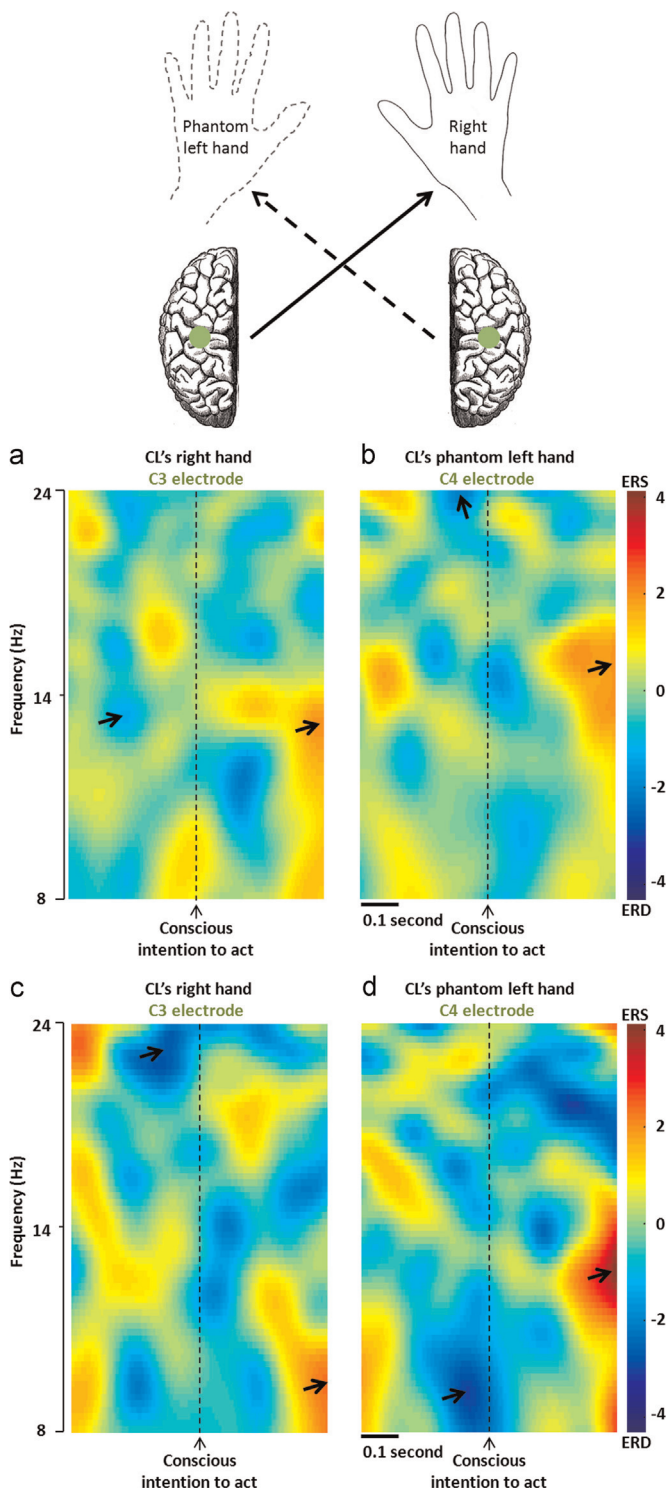 Phantom
left hand
Right
hand
a
CL's right hand
C3 electrode
b
CL's phantom left hand
C4 electrode
24
14
8
Frequency (Hz)
ERS
4
2
0
-2
-4
ERD
Conscious
intention to act
0.1 second
Conscious
intention to act
c
CL's right hand
C3 electrode
d
CL's phantom left hand
C4 electrode
24
14
8
Frequency (Hz)
ERS
4
2
0
-2
-4
ERD
Conscious
intention to act
0.1 second
Conscious
intention to act